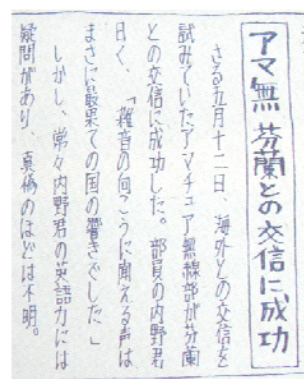 アマ無 芬蘭との交信に成功
さる五月十二日、海外との交信を
試みていたアマチュア無線部が芬蘭
との交信に成功した。部員の内野君
曰く、「雑音の向こうに聞える声は
まさに最果ての国の響きでした」
しかし、常々内野君の英語力には
疑問があり、真偽のほどは不明。